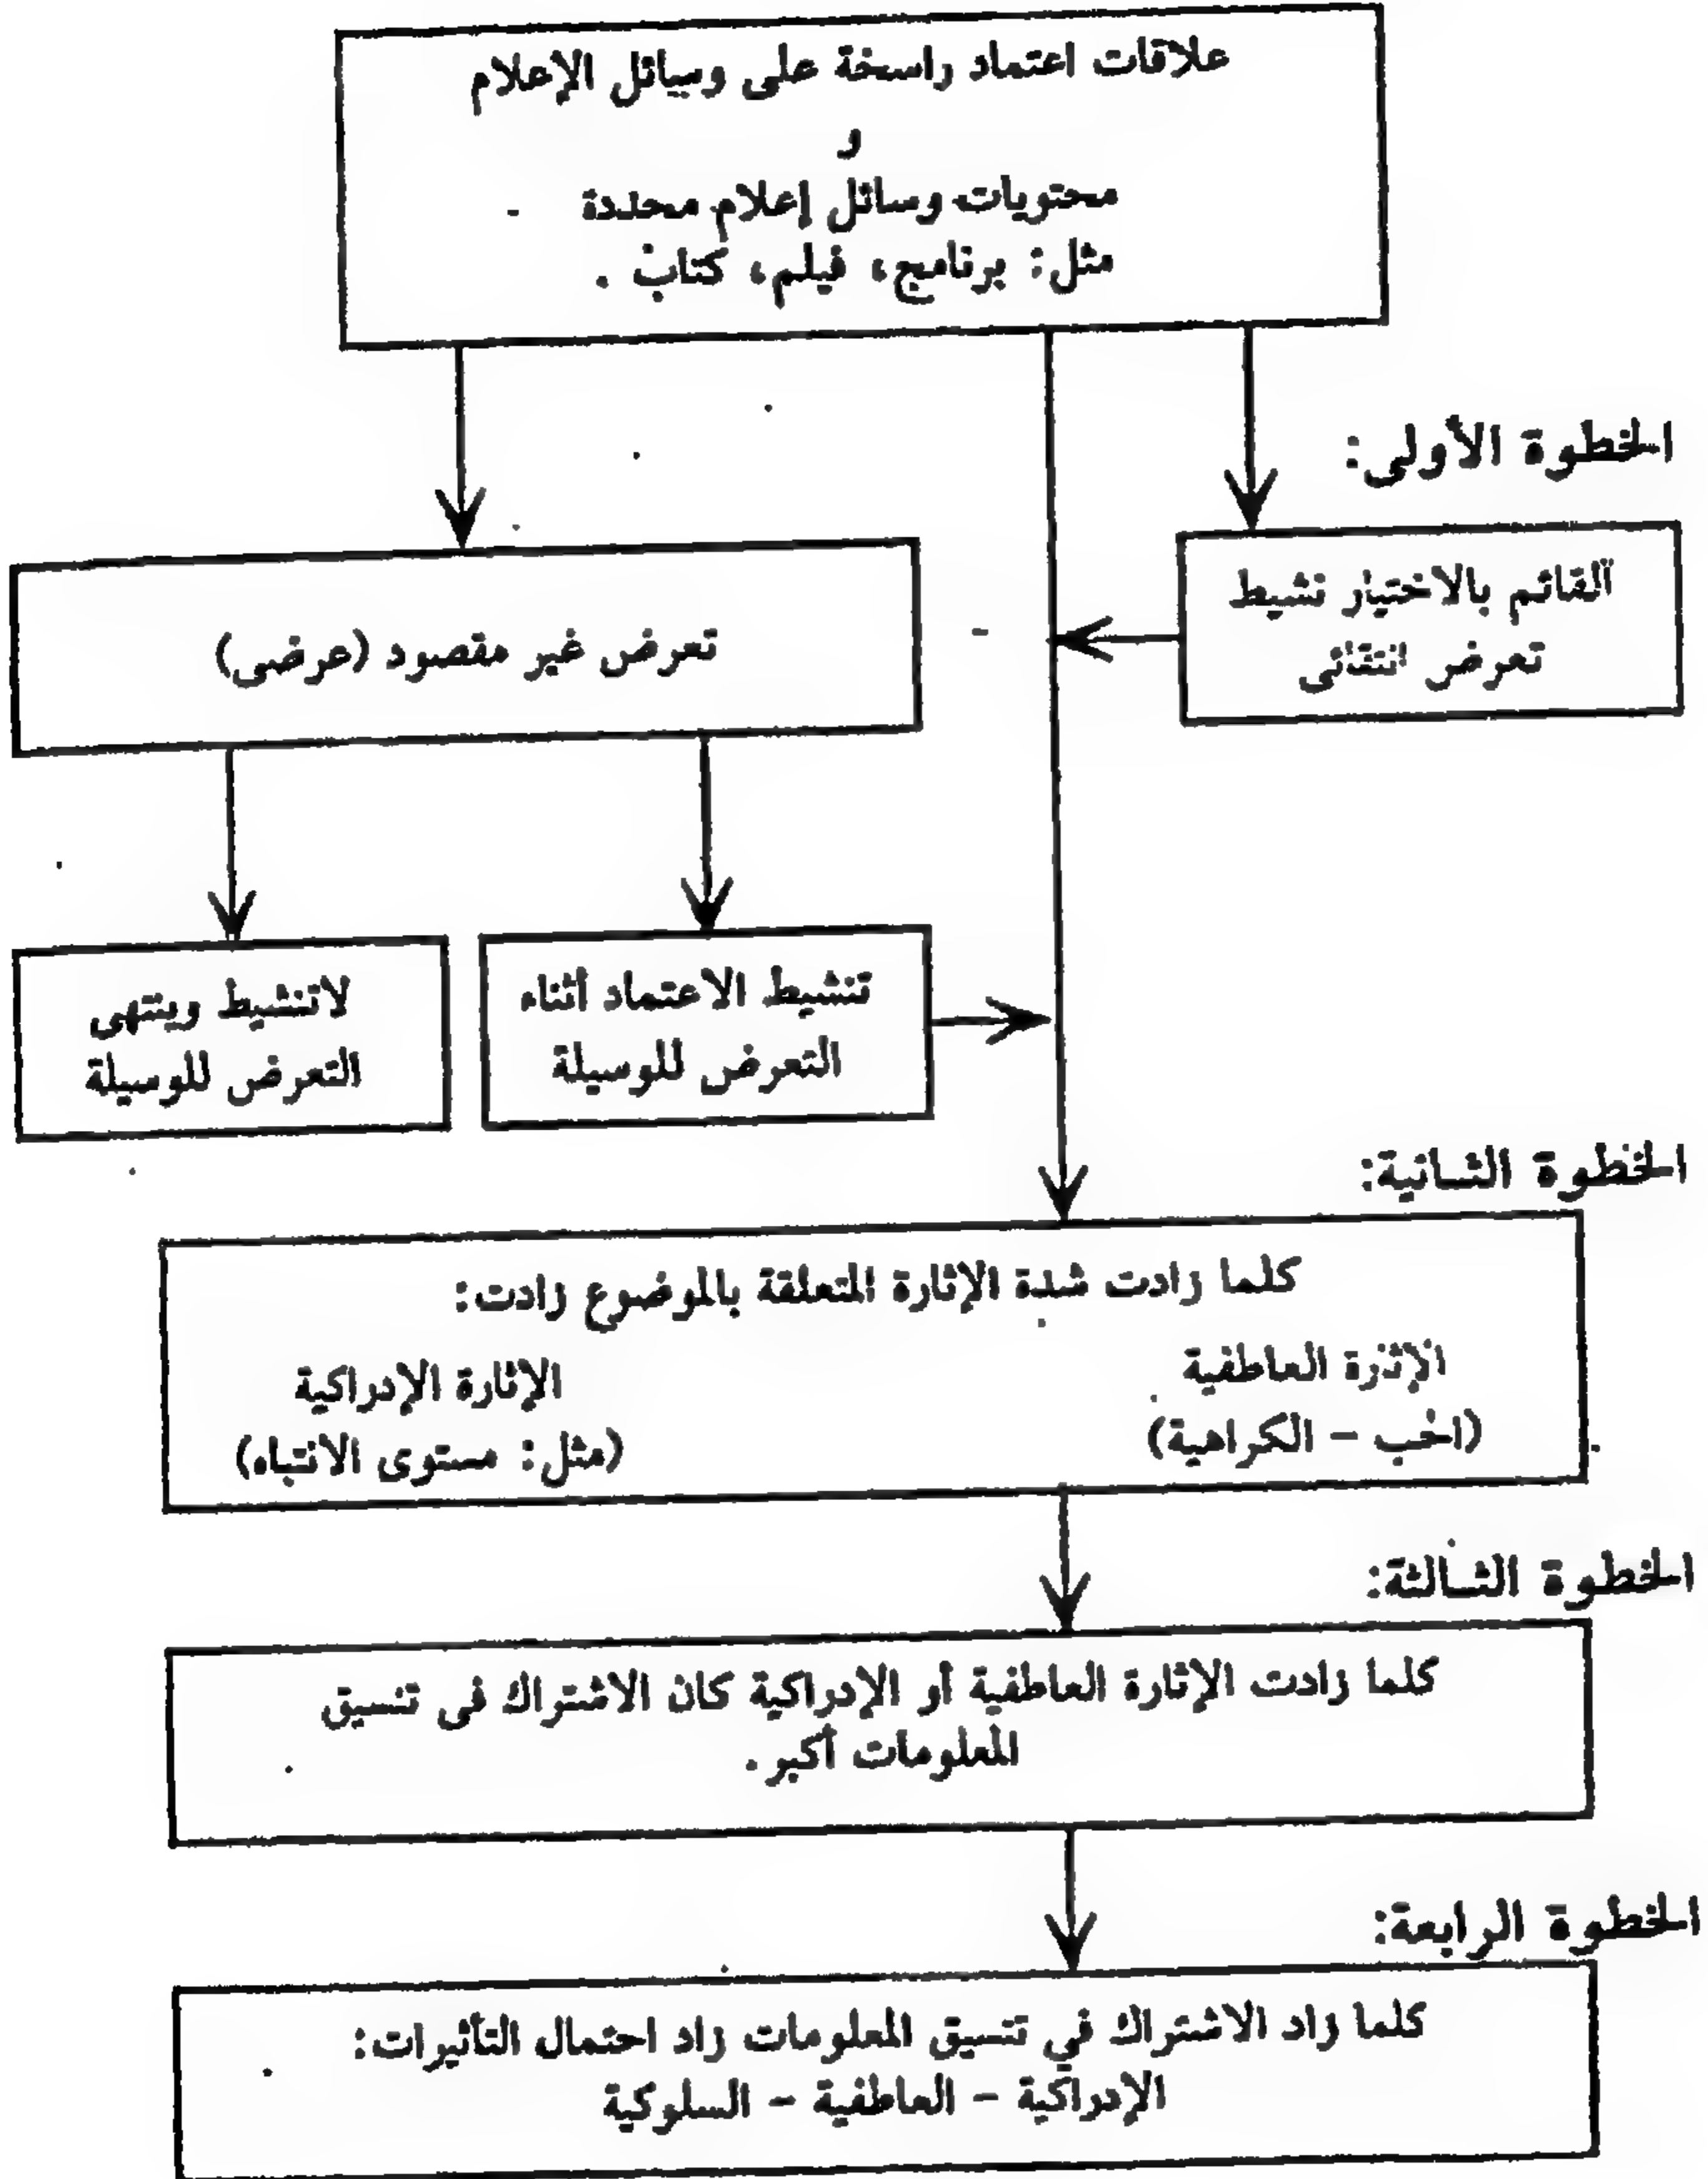 علاقات اعتماد راسخة على وسائل الإعلام
و
محتويات وسائل إعلام محددة
مثل: برنامج، فيلم، كتاب .
الخطوة الأولى:
القائم بالاختيار نشيط
تعرض انتقائى
تعرض غير مقصود (عرضى)
تنشيط الاعتماد أثناء
التعرض للوسيلة
لاتنشيط وينتهى
التعرض للوسيلة
الخطوة الثانية:
كلما زادت شدة الإثارة المتعلقة بالموضوع زادت:
الإثارة العاطفية
(الحب – الكراهية)
الإثارة الإدراكية
(مثل: مستوى الانتباه)
الخطوة الثالثة:
كلما زادت الإثارة العاطفية أو الإدراكية كان الاشتراك فى تنسيق
المعلومات أكبر.
الخطوة الرابعة:
كلما زاد الاشتراك في تنسيق المعلومات زاد احتمال التأثيرات:
الإدراكية – العاطفية – السلوكية